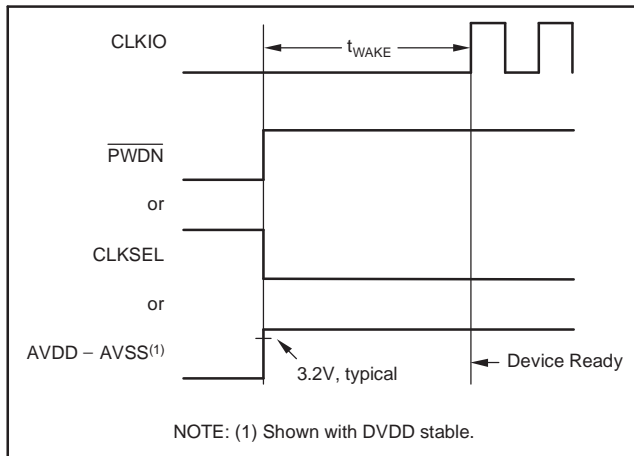 CLKIO
tWAKE
PWDN
or
CLKSEL
or
AVDD – AVSS(1)
3.2V, typical
Device Ready
NOTE: (1) Shown with DVDD stable.